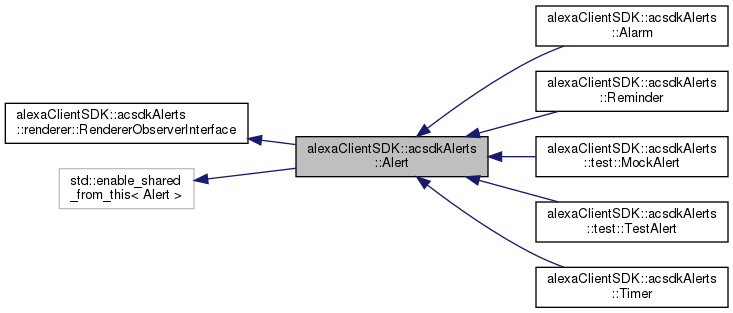 alexaClientSDK::acsdkAlerts
::renderer::RendererObserverInterface
std::enable_shared
_from_this< Alert >
alexaClientSDK::acsdkAlerts
::Alert
alexaClientSDK::acsdkAlerts
::Alarm
alexaClientSDK::acsdkAlerts
::Reminder
alexaClientSDK::acsdkAlerts
::test::MockAlert
alexaClientSDK::acsdkAlerts
::test::TestAlert
alexaClientSDK::acsdkAlerts
::Timer